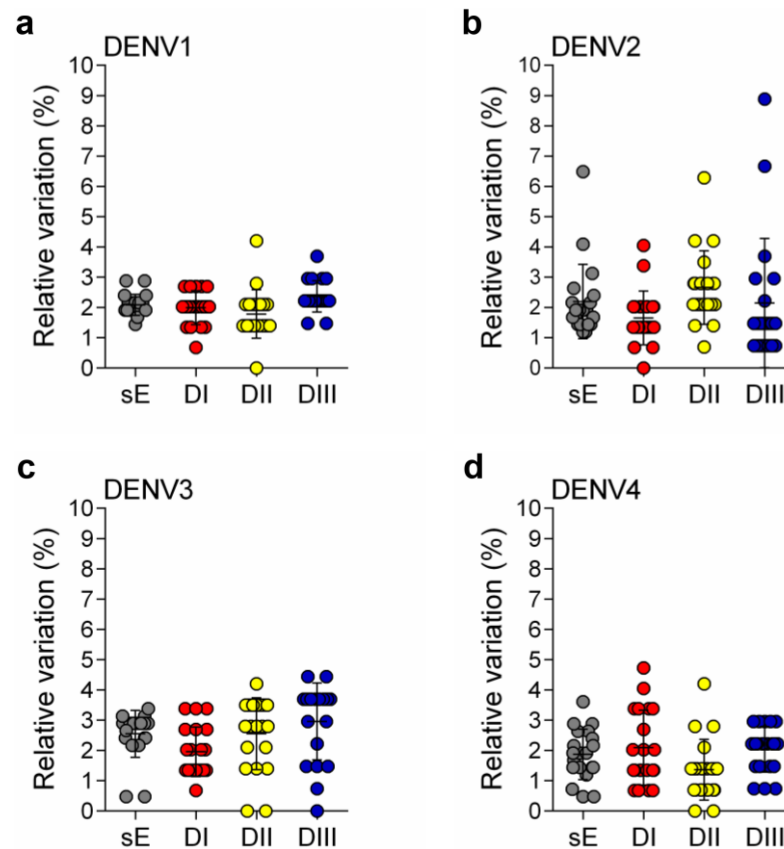 a
DENV1
Relative variation (%)
10
9
8
7
6
5
4
3
2
1
0
sE DI DII DIII
b
DENV2
Relative variation (%)
10
9
8
7
6
5
4
3
2
1
0
sE DI DII DIII
c
DENV3
Relative variation (%)
10
9
8
7
6
5
4
3
2
1
0
sE DI DII DIII
d
DENV4
Relative variation (%)
10
9
8
7
6
5
4
3
2
1
0
sE DI DII DIII